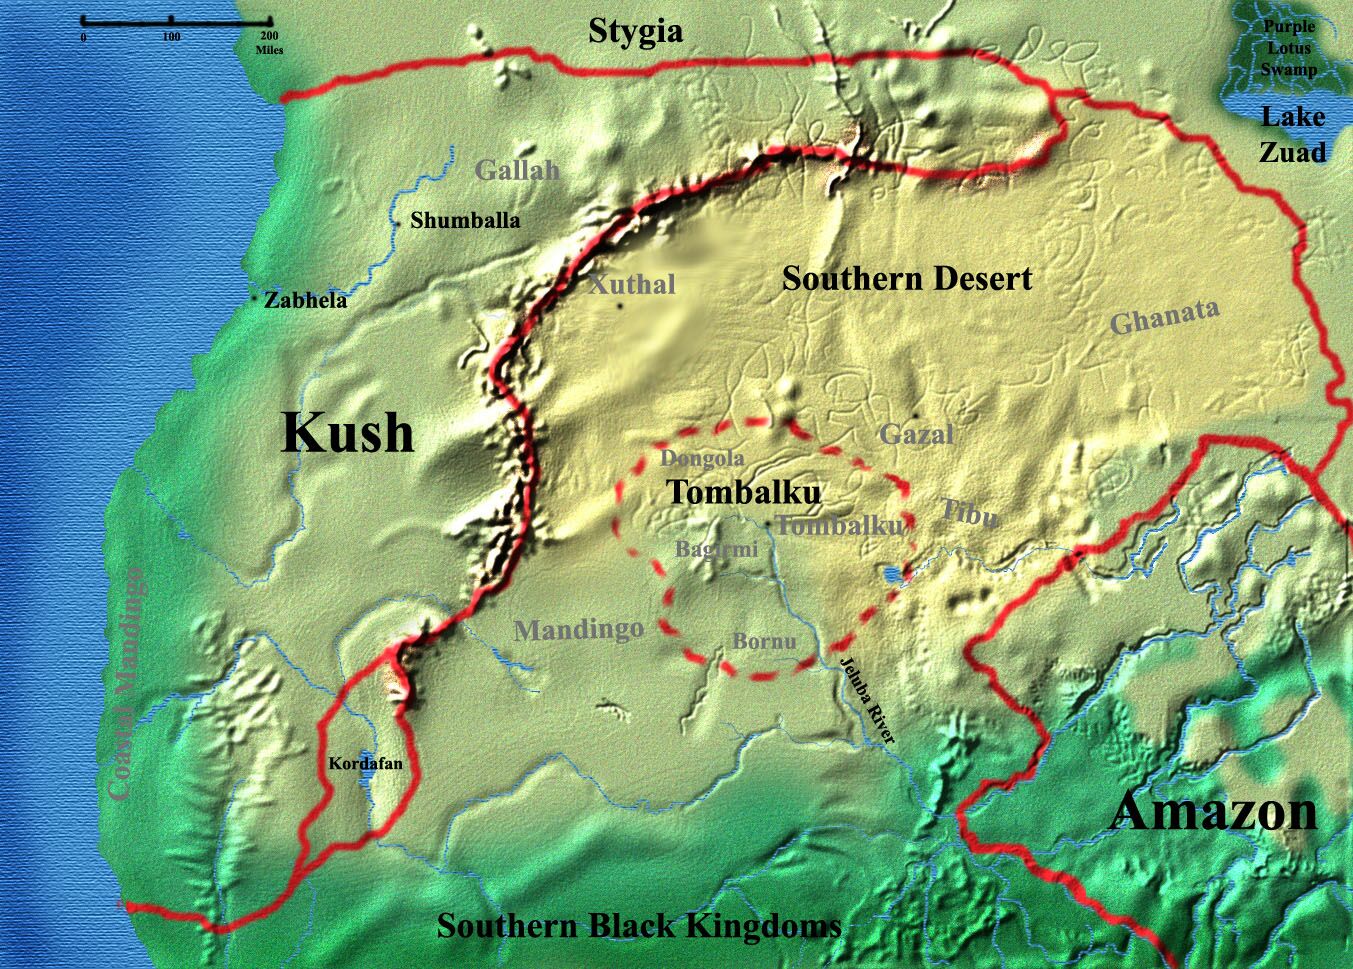 Stygia
Purple
Lotus
Swamp
0 100 200
Miles
Lake
Zuad
Gallah
Shumballa
Zabhela
Xuthal
Southern Desert
Ghanata
Kush
Gazal
Dongola
Tombalku
Tombalku
Tibu
Bagirmi
Mandingo
Bornu
Coastal Mandingo
Jeluba River
Kordafan
Amazon
Southern Black Kingdoms